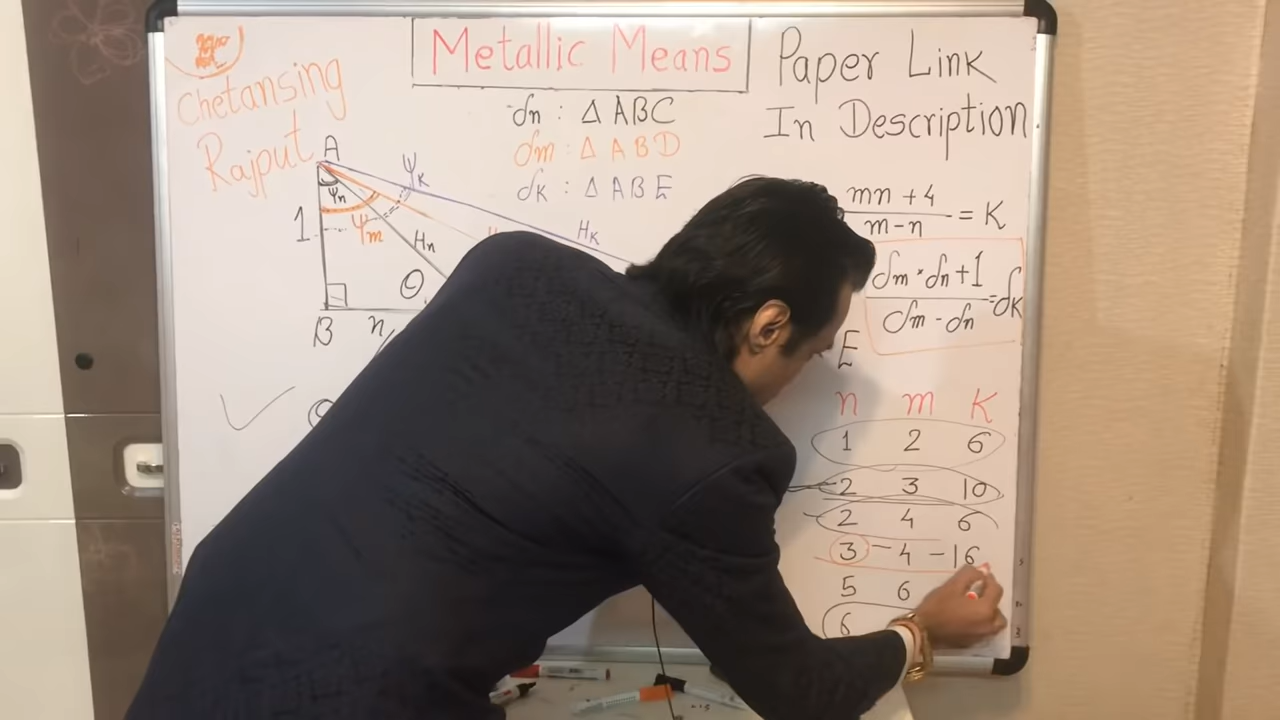 Metallic Means
Paper Link
In Description
Chetansing
Rajput
δn : Δ ABC
δm : Δ ABD
δK : Δ ABE
A
ψn
ψm
ψK
1
Hn
HK
B
n/
E
mn + 4
m - n
= K
δm * δn + 1
δm - δn
= δK
n m K
1 2 6
2 3 10
2 4 6
3 - 4 - 16
5 6
6